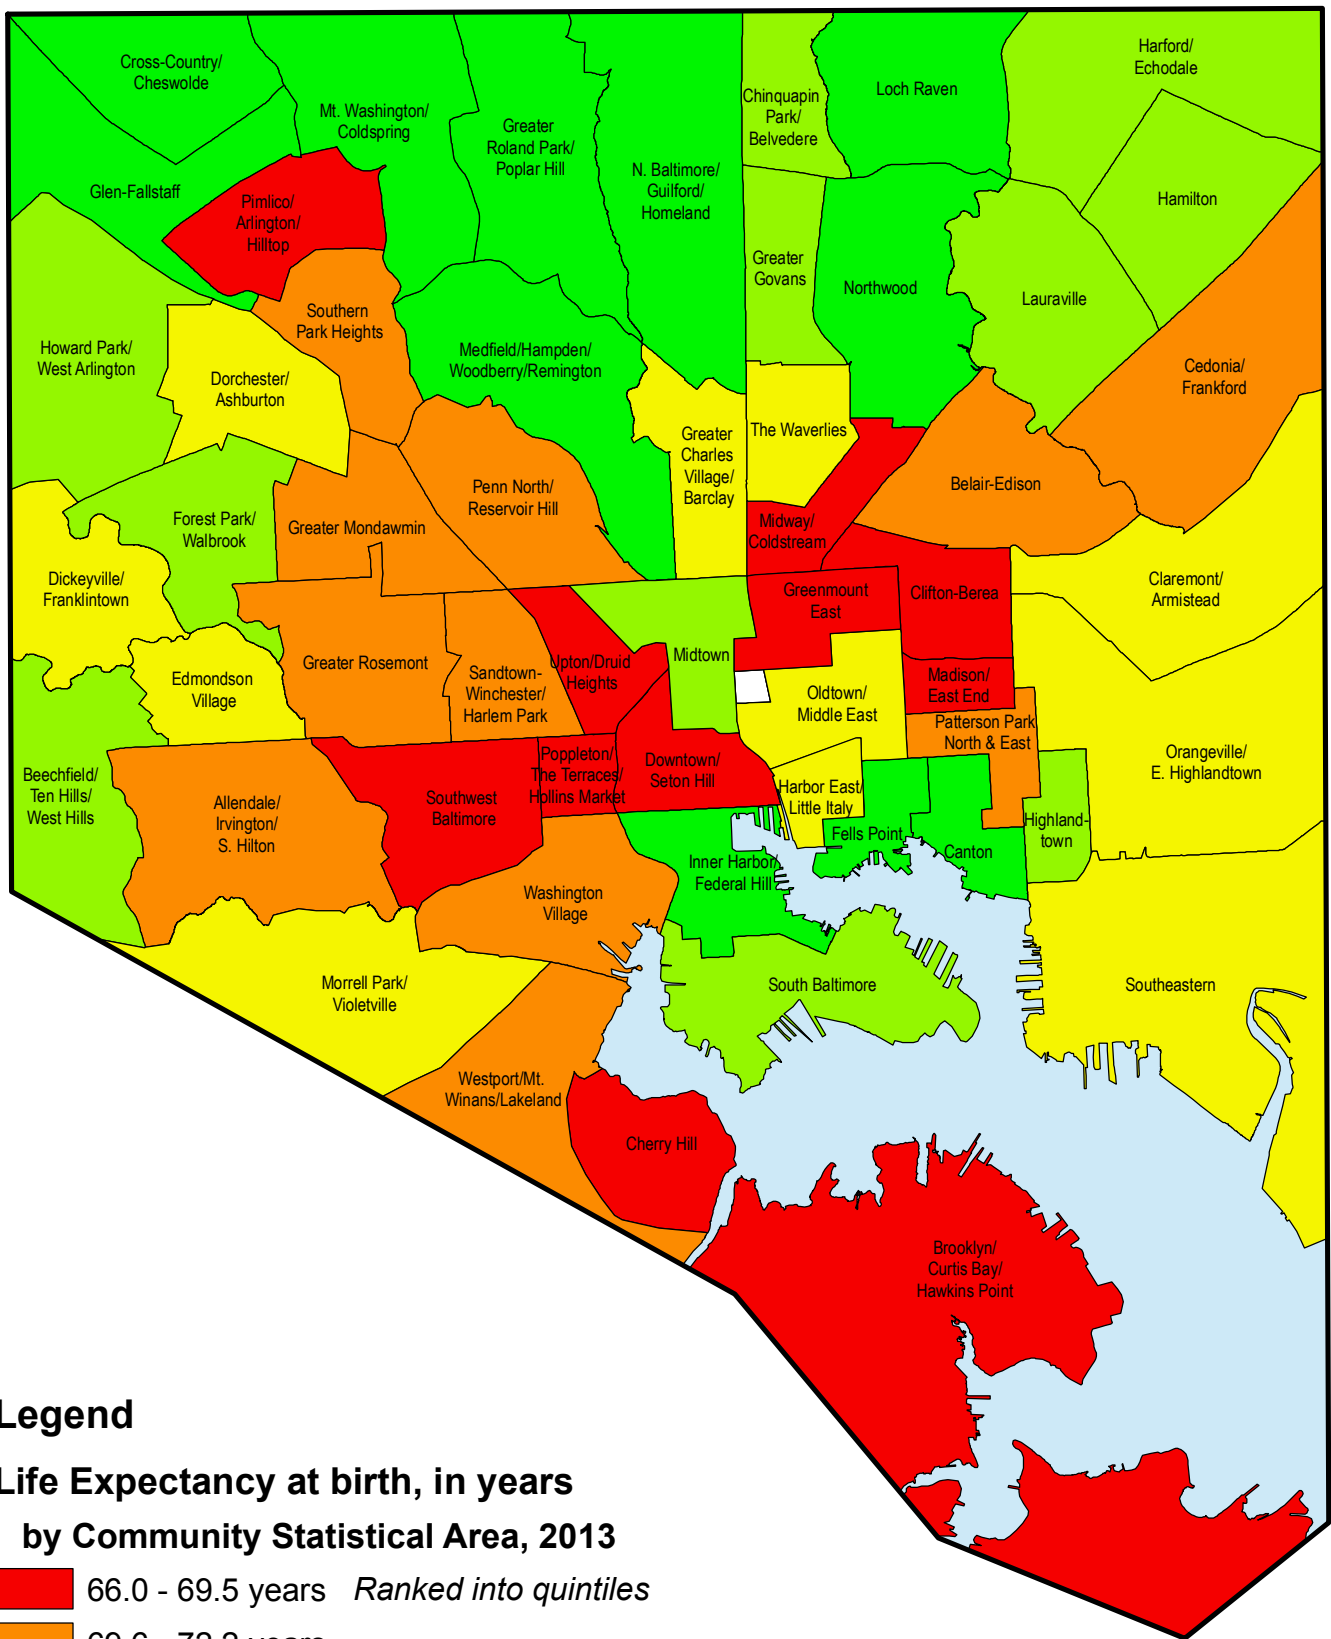 Cross-Country/
Cheswolde
Mt. Washington/
Coldspring
Greater
Roland Park/
Poplar Hill
N. Baltimore/
Guilford/
Homeland
Chinquapin
Park/
Belvedere
Loch Raven
Harford/
Echodale
Glen-Fallstaff
Pimlico/
Arlington/
Hilltop
Hamilton
Greater
Govans
Northwood
Lauraville
Southern
Park Heights
Howard Park/
West Arlington
Dorchester/
Ashburton
Medfield/Hampden/
Woodberry/Remington
Cedonia/
Frankford
The Waverlies
Greater
Charles
Village/
Barclay
Belair-Edison
Penn North/
Reservoir Hill
Forest Park/
Walbrook
Greater Mondawmin
Midway/
Coldstream
Dickeyville/
Franklintown
Claremont/
Armistead
Greenmount
East
Clifton-Berea
Greater Rosemont
Edmondson
Village
Sandtown-
Winchester/
Harlem Park
Upton/Druid
Heights
Midtown
Oldtown/
Middle East
Madison/
East End
Patterson Park
North & East
Orangeville/
E. Highlandtown
Beechfield/
Ten Hills/
West Hills
Allendale/
Irvington/
S. Hilton
Southwest
Baltimore
Poppleton/
The Terraces/
Hollins Market
Downtown/
Seton Hill
Harbor East/
Little Italy
Fells Point
Canton
Highland-
town
Inner Harbor/
Federal Hill
Washington
Village
Morrell Park/
Violetville
South Baltimore
Southeastern
Westport/Mt.
Winans/Lakeland
Cherry Hill
Brooklyn/
Curtis Bay/
Hawkins Point
Legend
Life Expectancy at birth, in years
by Community Statistical Area, 2013
66.0 - 69.5 years Ranked into quintiles